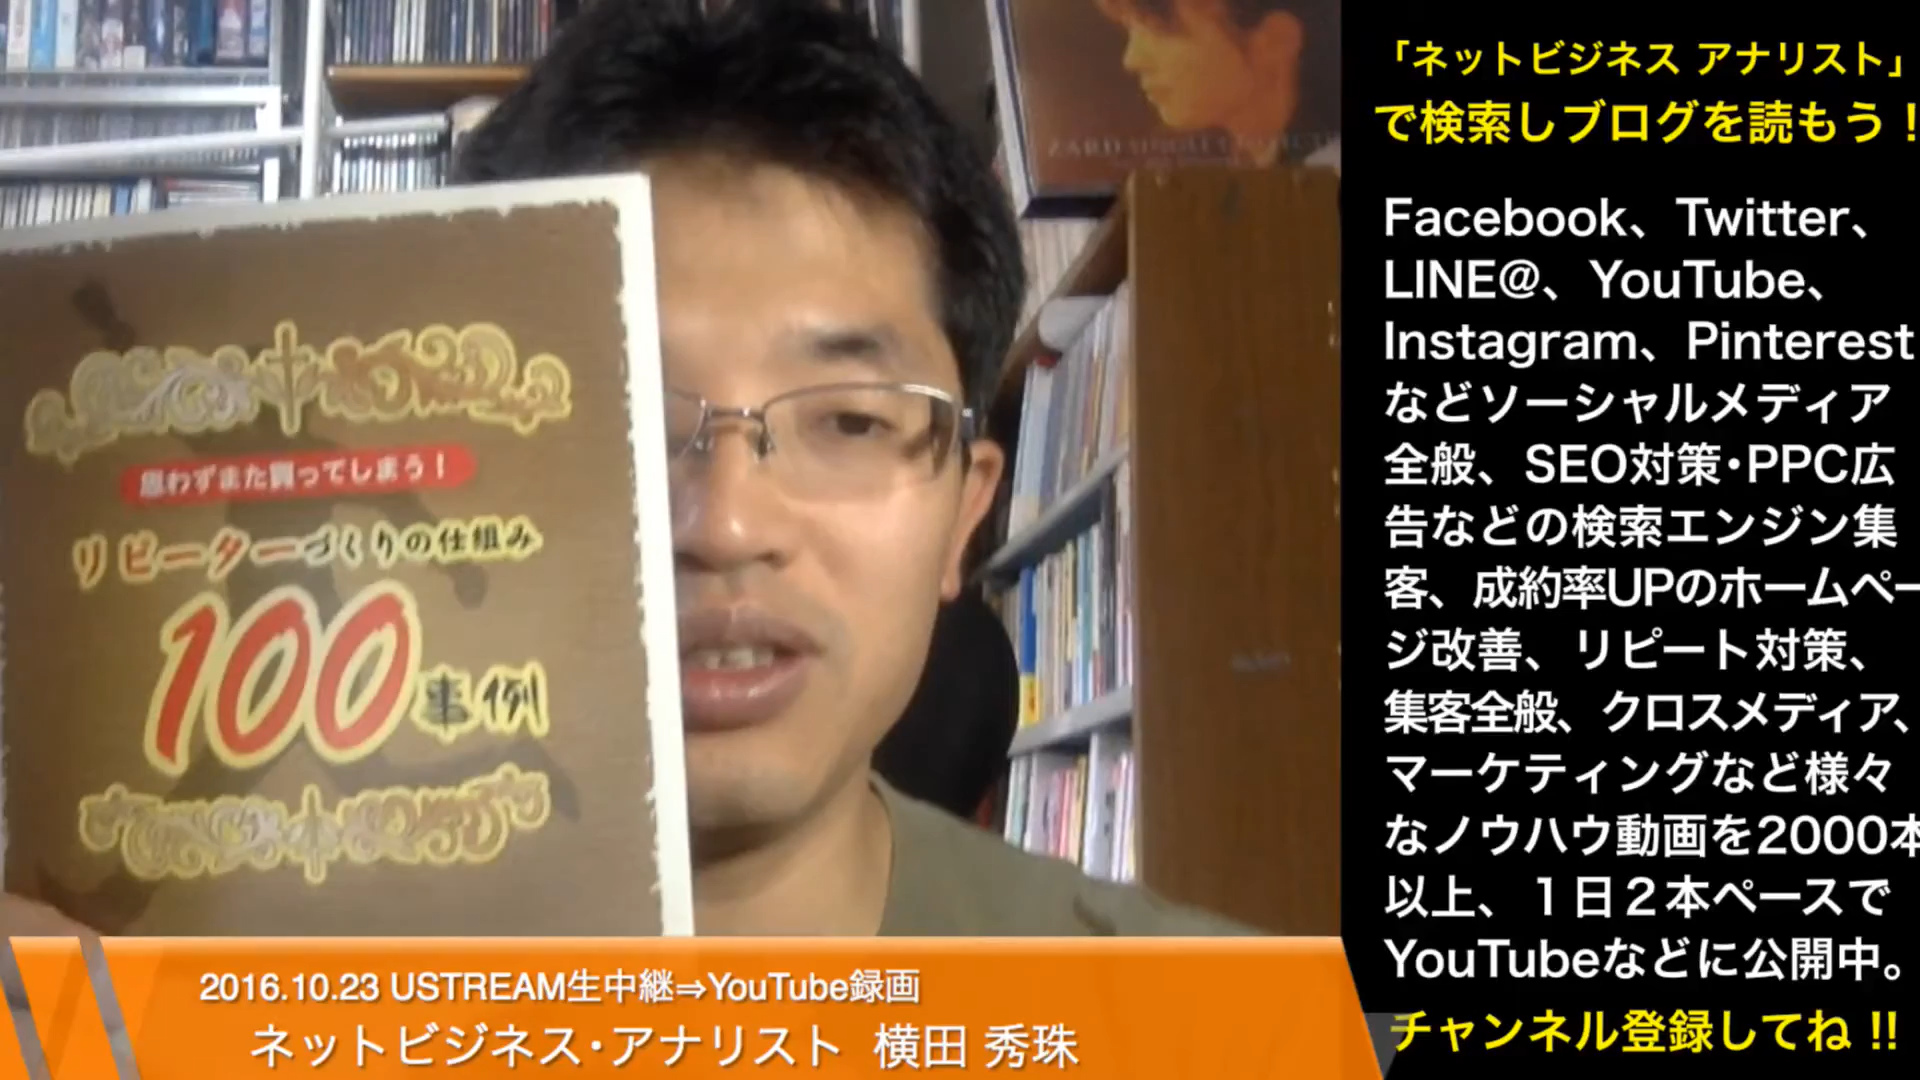 思わずまた買ってしまう！
リピーターづくりの仕組み
100事例
ZARD SINGLE COLLECTION
2016.10.23 USTREAM生中継⇒YouTube録画
ネットビジネス・アナリスト 横田 秀珠
「ネットビジネス アナリスト」
で検索しブログを読もう！
Facebook、Twitter、
LINE@、YouTube、
Instagram、Pinterest
などソーシャルメディア
全般、SEO対策・PPC広
告などの検索エンジン集
客、成約率UPのホームペー
ジ改善、リピート対策、
集客全般、クロスメディア、
マーケティングなど様々
なノウハウ動画を2000本
以上、１日２本ペースで
YouTubeなどに公開中。
チャンネル登録してね !!